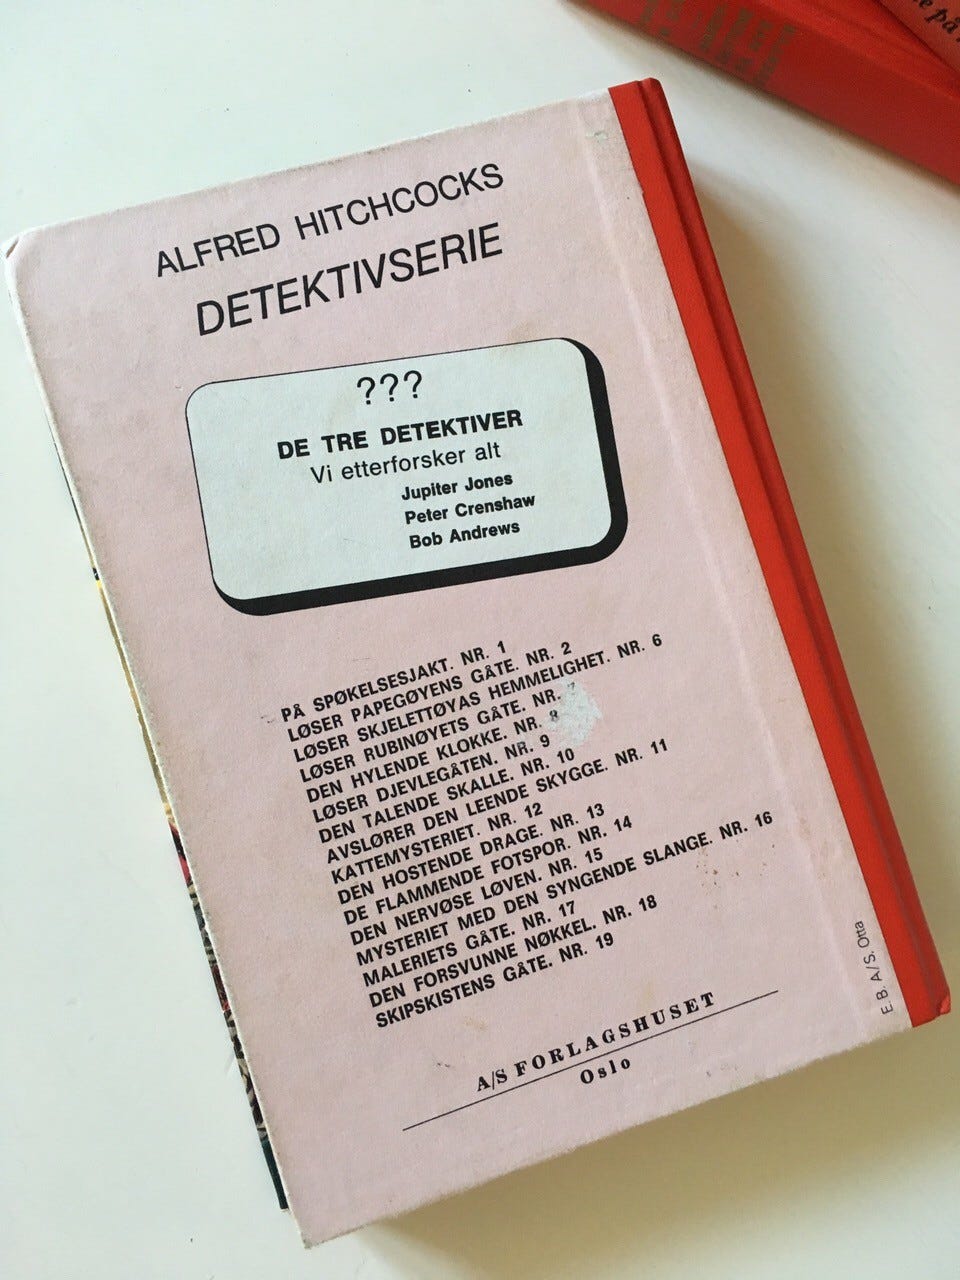 ALFRED HITCHCOCKS
DETEKTIVSERIE
???
DE TRE DETEKTIVER
Vi etterforsker alt
Jupiter Jones
Peter Crenshaw
Bob Andrews
PÅ SPØKELSESJAKT. NR. 1
LØSER PAPEGØYENS GÅTE. NR. 2
LØSER SKJELETTØYAS HEMMELIGHET. NR. 6
LØSER RUBINØYETS GÅTE. NR. 7
DEN HYLENDE KLOKKE. NR. 8
LØSER DJEVLEGÅTEN. NR. 9
DEN TALENDE SKALLE. NR. 10
AVSLØRER DEN LEENDE SKYGGE. NR. 11
KATTEMYSTERIET. NR. 12
DEN HOSTENDE DRAGE. NR. 13
DE FLAMMENDE FOTSPOR. NR. 14
DEN NERVØSE LØVEN. NR. 15
MYSTERIET MED DEN SYNGENDE SLANGE. NR. 16
MALERIETS GÅTE. NR. 17
DEN FORSVUNNE NØKKEL. NR. 18
SKIPSKISTENS GÅTE. NR. 19
A/S FORLAGSHUSET
Oslo
E.B. A/S. Otta
på